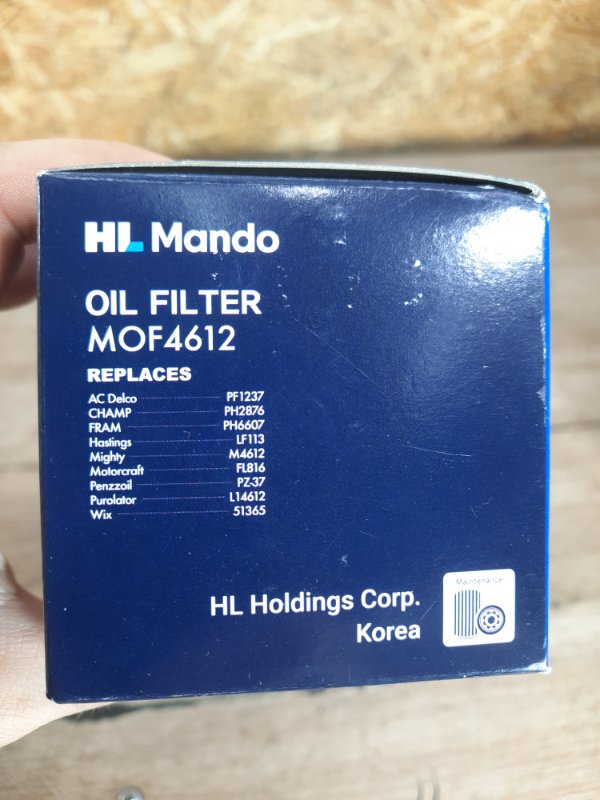 HL Mando
OIL FILTER
MOF4612
REPLACES
AC Delco PF1237
CHAMP PH2876
FRAM PH6607
Hastings LF113
Mighty M4612
Motorcraft FL816
Penzzoil PZ-37
Purolator L14612
Wix 51365
Maintenance
HL Holdings Corp.
Korea